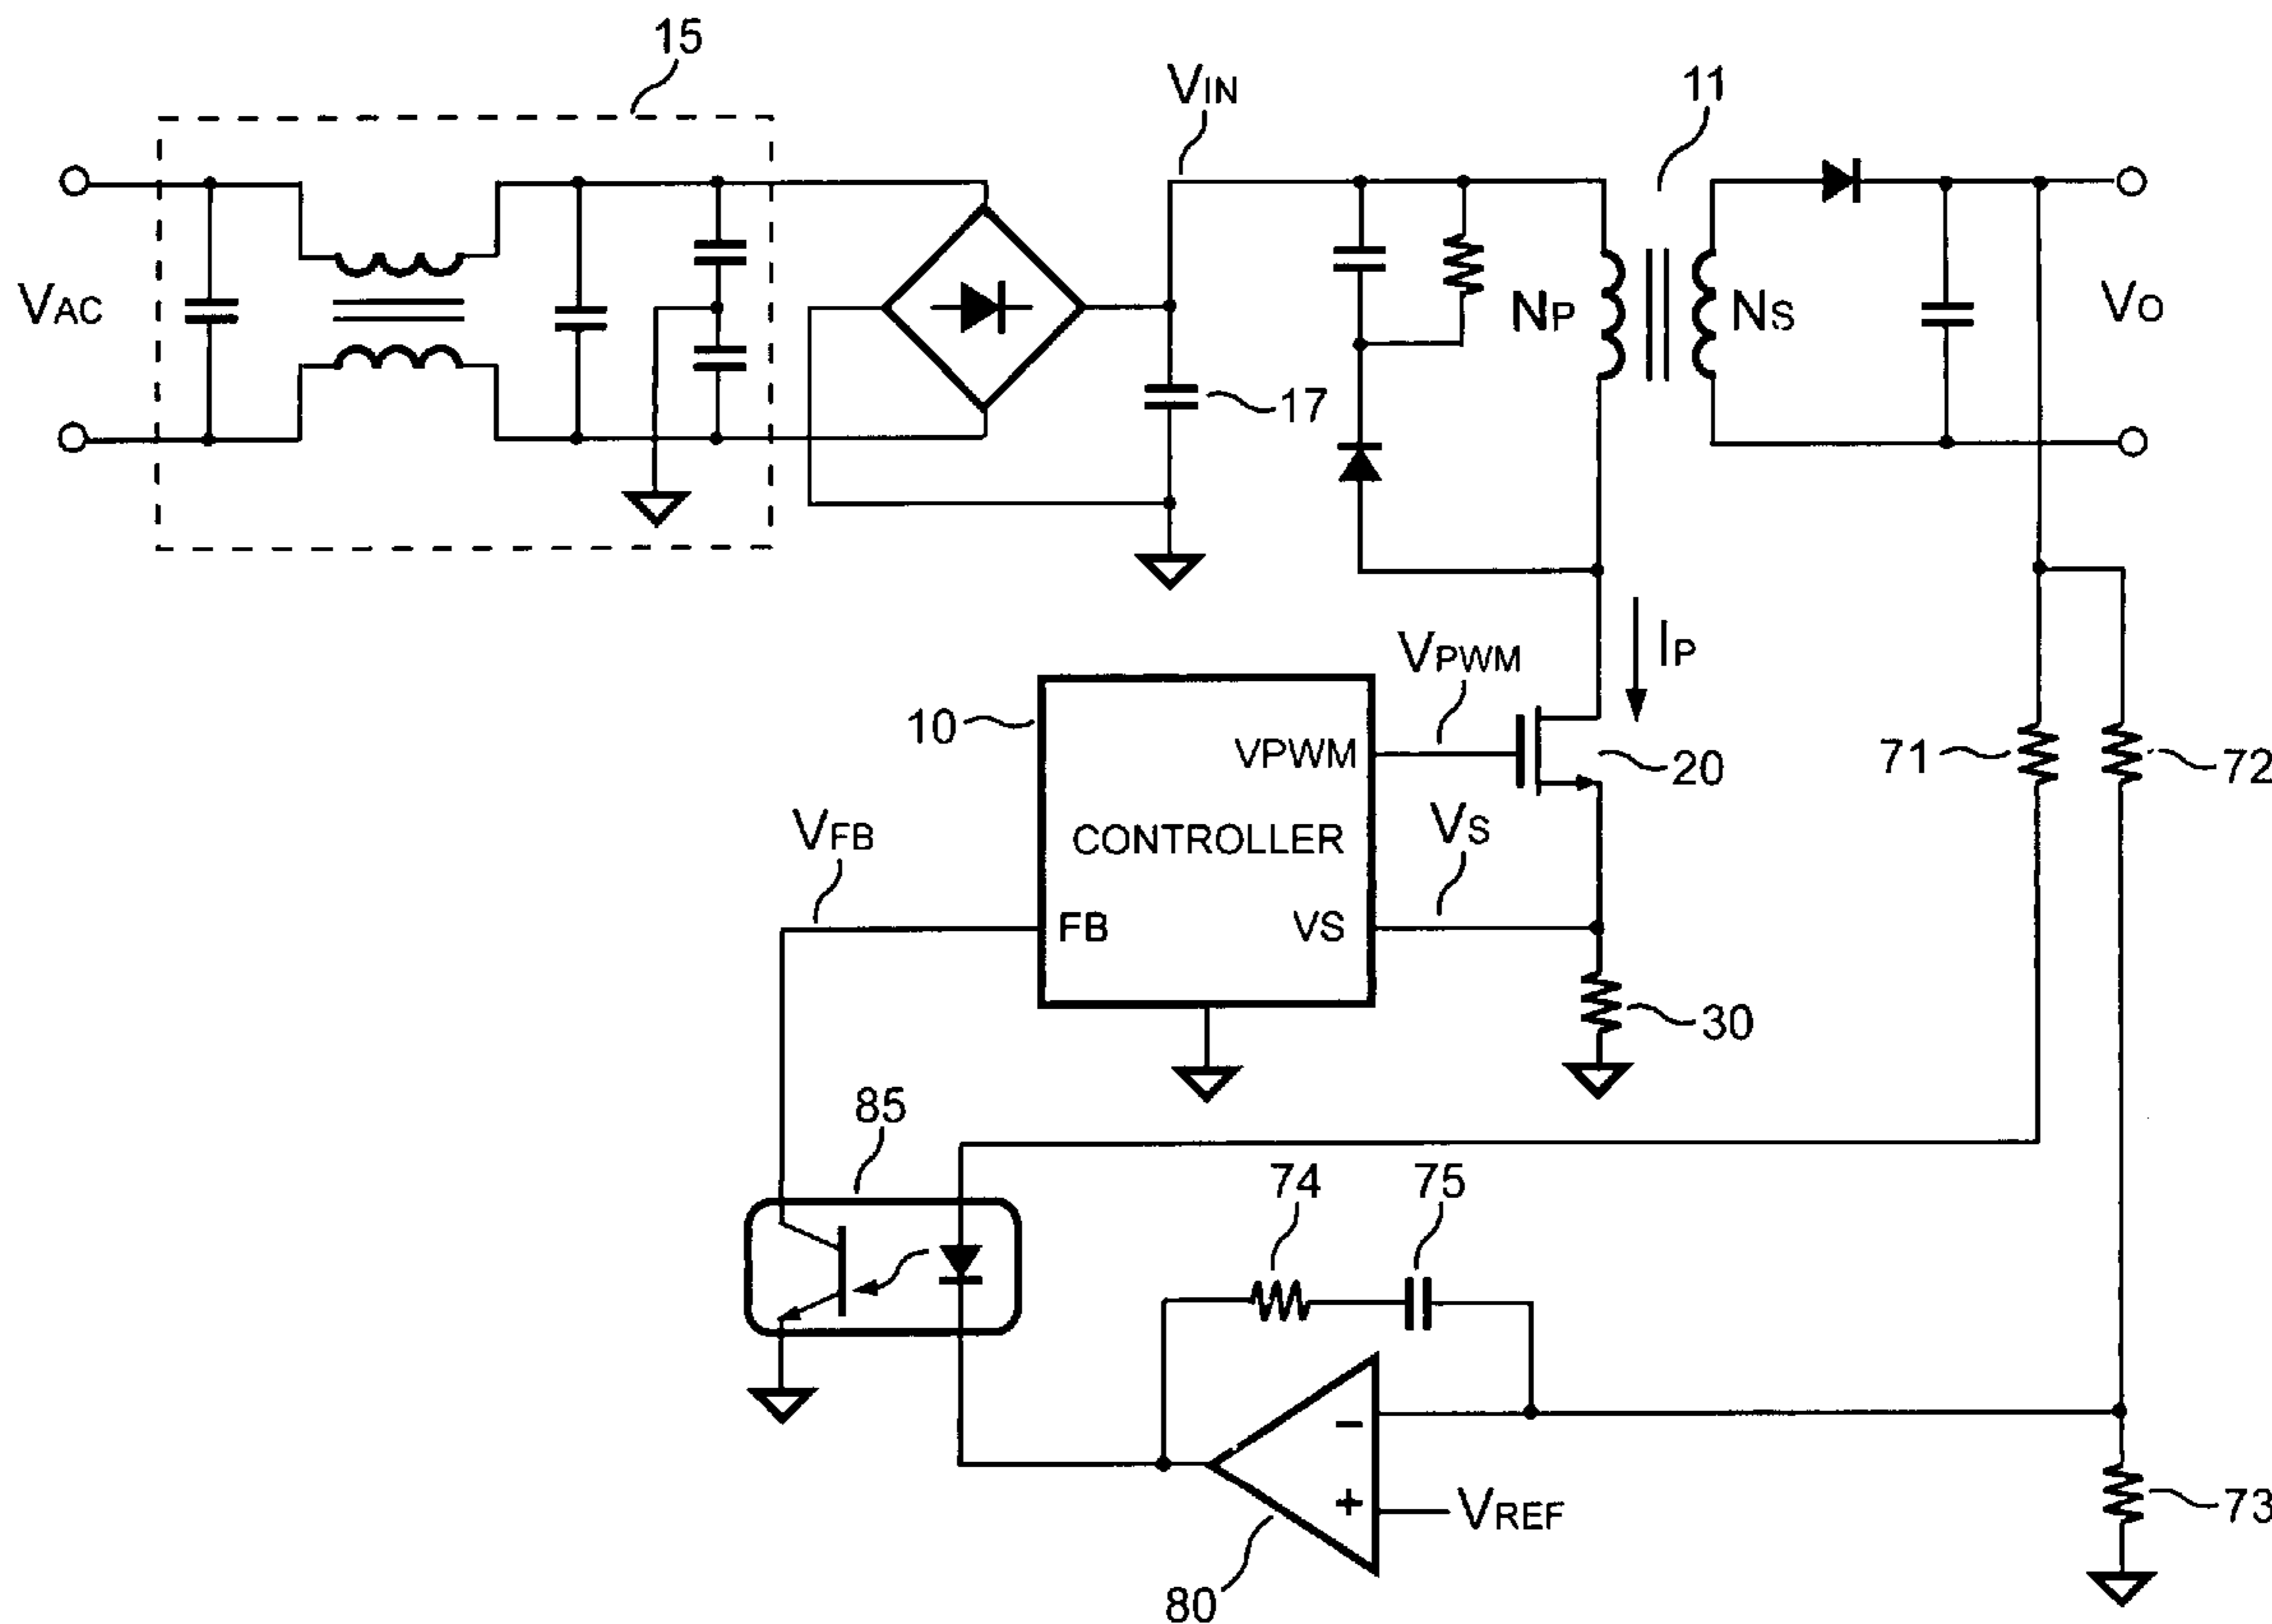 15
VIN
11
VAC
NP
NS
VO
17
IP
VPWM
10
VPWM
20
71
72
VS
VFB
CONTROLLER
FB
VS
30
85
74
75
VREF
73
80
-
+